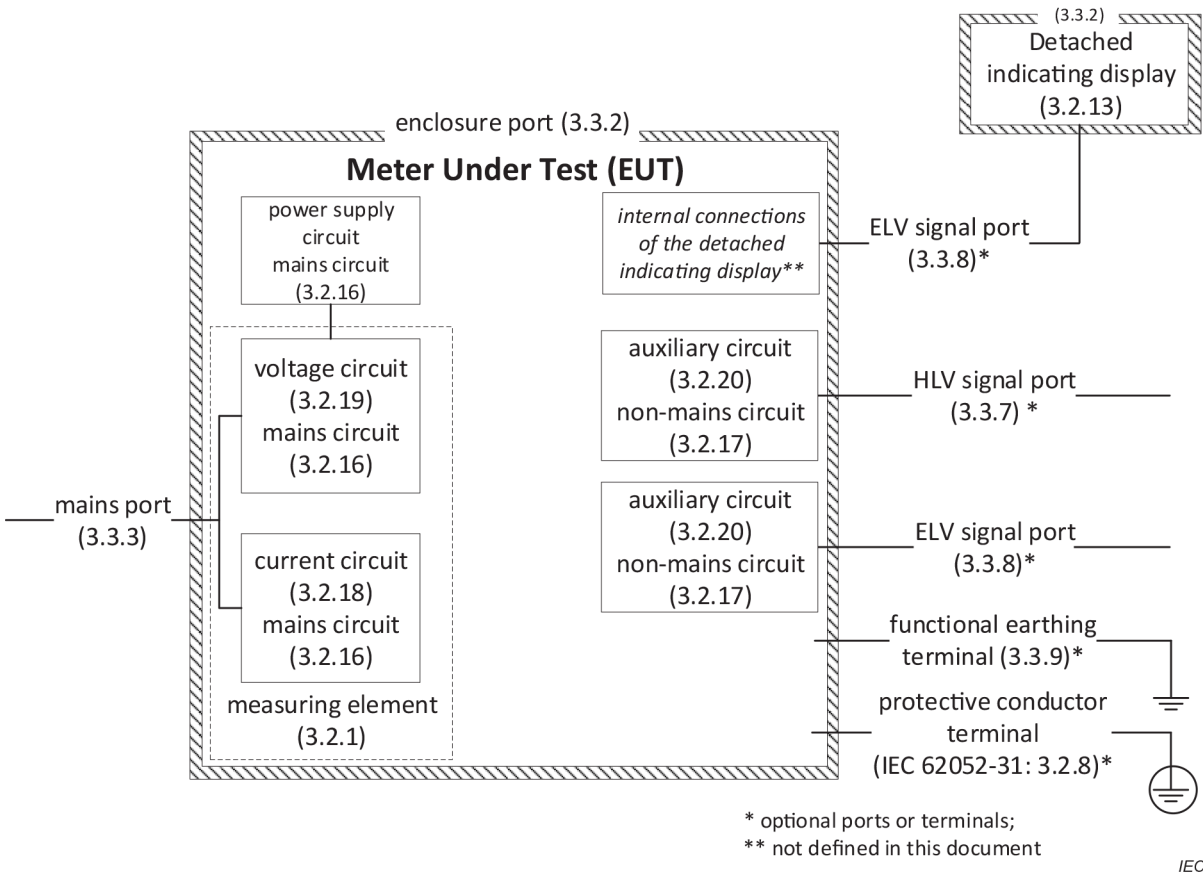 (3.3.2)
Detached
indicating display
(3.2.13)
enclosure port (3.3.2)
Meter Under Test (EUT)
power supply
circuit
mains circuit
(3.2.16)
internal connections
of the detached
indicating display**
ELV signal port
(3.3.8)*
voltage circuit
(3.2.19)
mains circuit
(3.2.16)
auxiliary circuit
(3.2.20)
non-mains circuit
(3.2.17)
HLV signal port
(3.3.7) *
mains port
(3.3.3)
current circuit
(3.2.18)
mains circuit
(3.2.16)
auxiliary circuit
(3.2.20)
non-mains circuit
(3.2.17)
ELV signal port
(3.3.8)*
measuring element
(3.2.1)
functional earthing
terminal (3.3.9)*
protective conductor
terminal
(IEC 62052-31: 3.2.8)*
* optional ports or terminals;
** not defined in this document
IEC